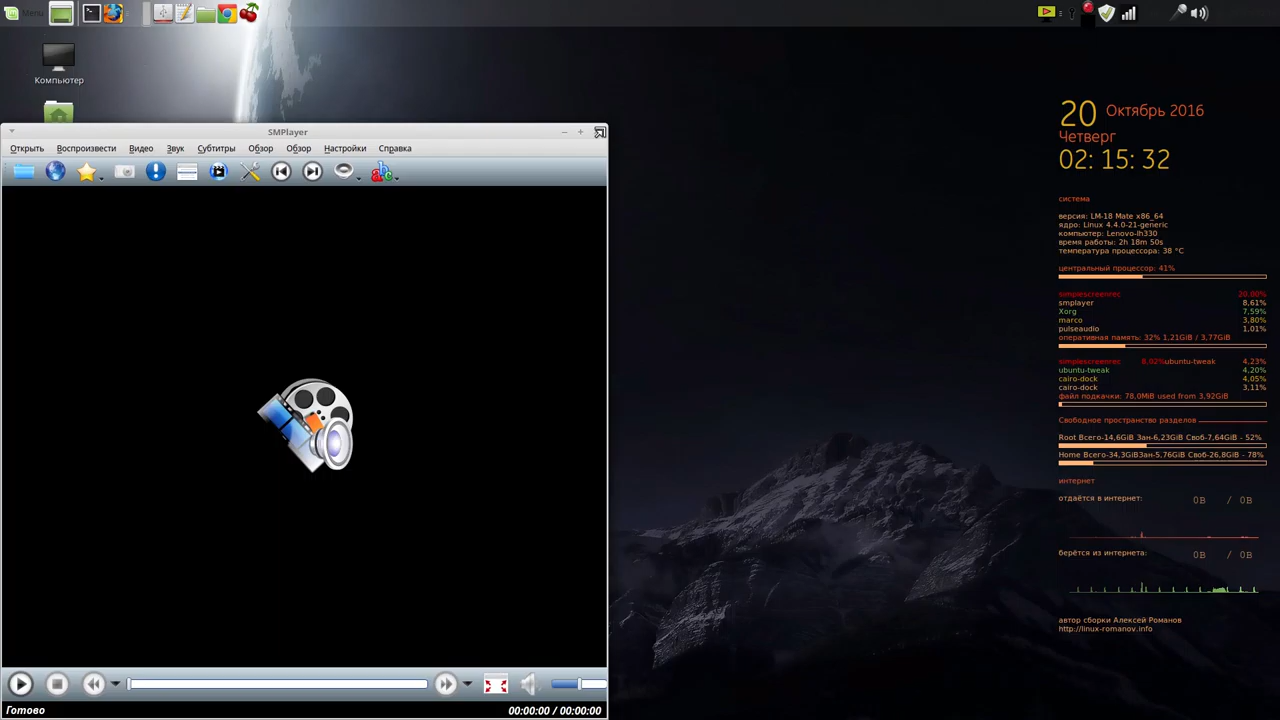 Menu
Компьютер
SMPlayer
Открыть Воспроизвести Видео Звук Субтитры Обзор Обзор Настройки Справка
abc
Готово 00:00:00 / 00:00:00
20 Октябрь 2016
Четверг
02: 15: 32
система
версия: LM-18 Mate x86_64
ядро: Linux 4.4.0-21-generic
компьютер: Lenovo-lh330
время работы: 2h 18m 50s
температура процессора: 38 °C
центральный процессор: 41%
simplescreenrec 20,80%
smplayer 8,61%
Xorg 7,59%
marco 3,80%
pulseaudio 1,01%
оперативная память: 32% 1,21GiB / 3,77GiB
simplescreenrec 8,02%ubuntu-tweak 4,23%
ubuntu-tweak 4,20%
cairo-dock 4,05%
cairo-dock 3,11%
файл подкачки: 78,0MiB used from 3,92GiB
Свободное пространство разделов
Root Всего-14,6GiB Зан-6,23GiB Своб-7,64GiB - 52%
Home Всего-34,3GiBЗан-5,76GiB Своб-26,8GiB - 78%
интернет
отдаётся в интернет: 0B / 0B
берётся из интернета: 0B / 0B
автор сборки Алексей Романов
http://linux-romanov.info